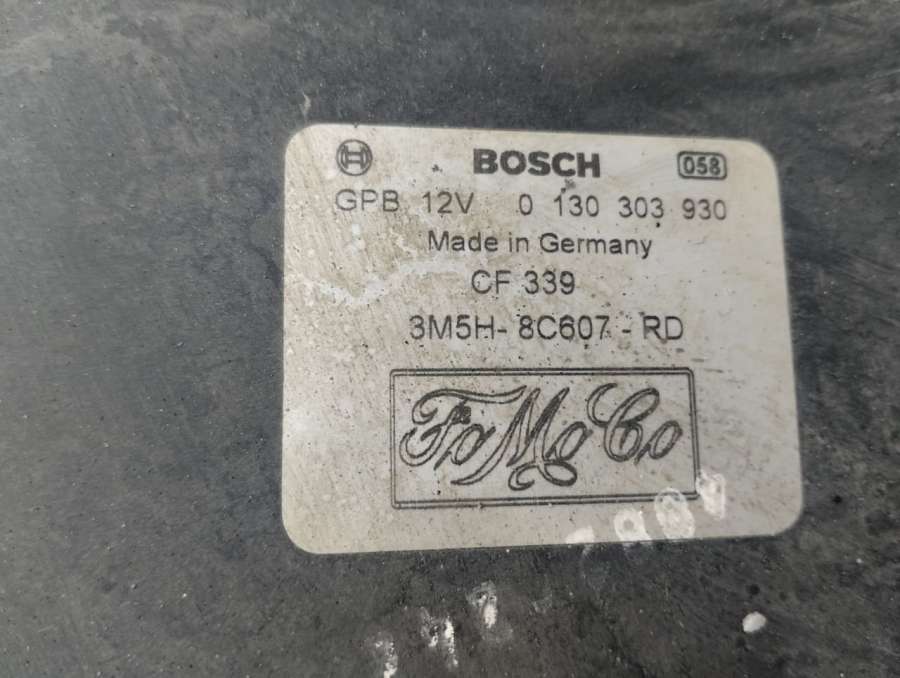 BOSCH 058
GPB 12V 0 130 303 930
Made in Germany
CF 339
3M5H- 8C607 - RD
FoMoCo